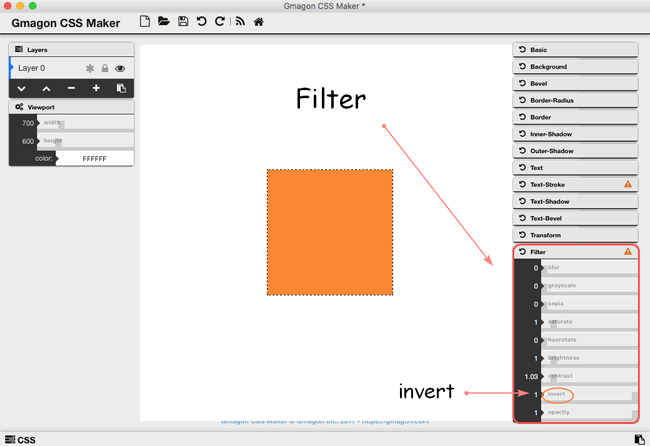 Gmagon CSS Maker *
Gmagon CSS Maker
Layers
Layer 0
Viewport
700 width
600 height
color: FFFFFF
Filter
invert
Gmagon CSS Maker © Gmagon Inc. 2017 - https://gmagon.com
Basic
Background
Bevel
Border-Radius
Border
Inner-Shadow
Outer-Shadow
Text
Text-Stroke
Text-Shadow
Text-Bevel
Transform
Filter
0 blur
0 grayscale
0 sepia
1 saturate
0 huerotate
1 brightness
1.03 contrast
1 invert
1 opacity
CSS